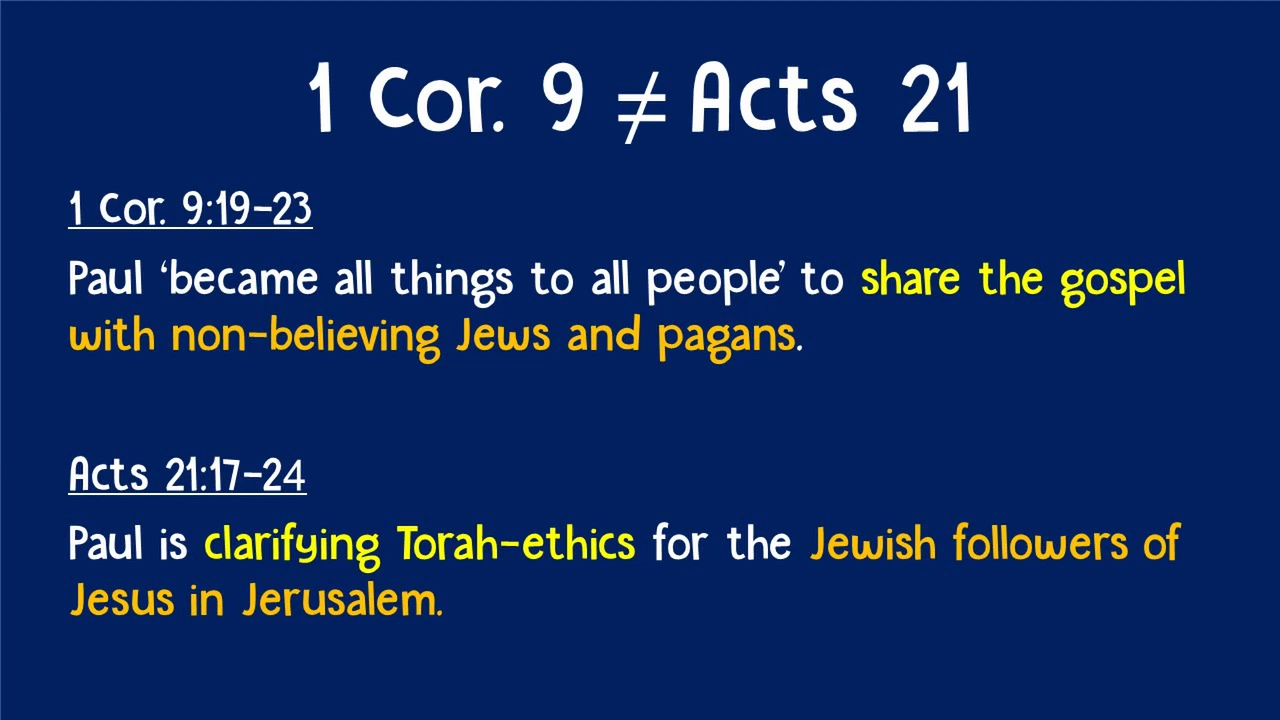 1 Cor. 9 ≠ Acts 21
1 Cor. 9:19-23
Paul ‘became all things to all people’ to share the gospel
with non-believing Jews and pagans.
Acts 21:17-24
Paul is clarifying Torah-ethics for the Jewish followers of
Jesus in Jerusalem.